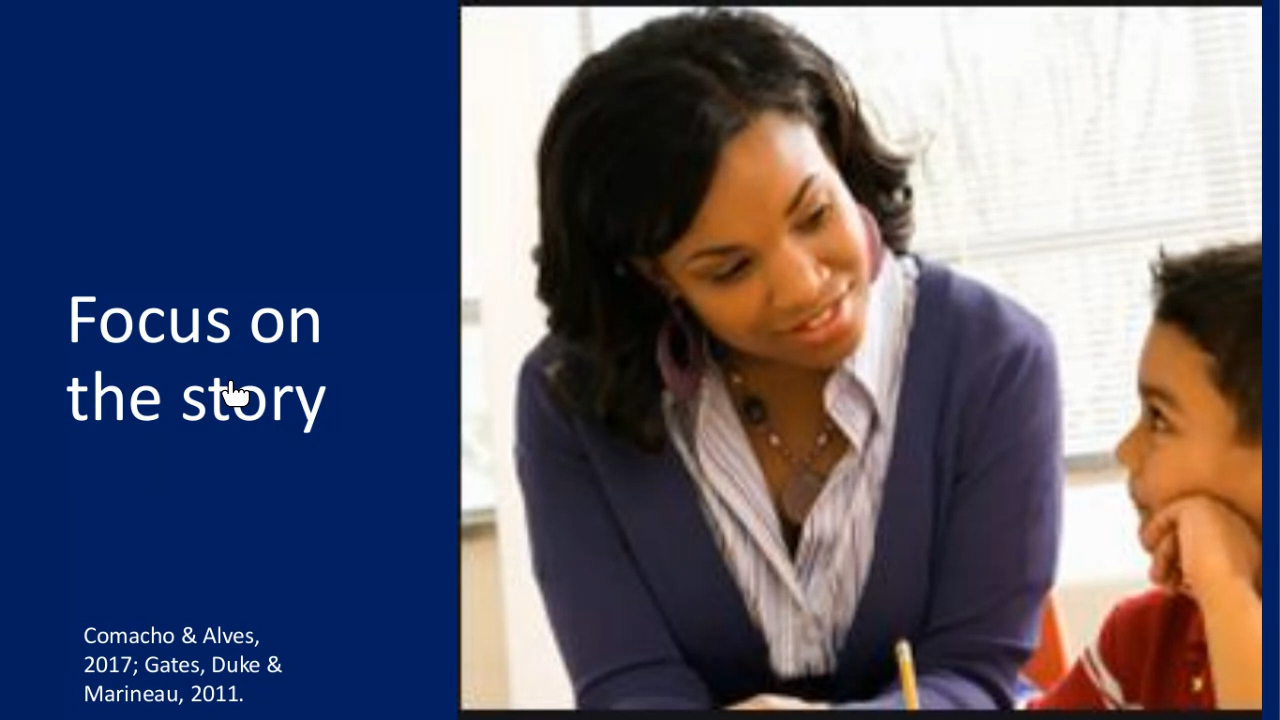 Focus on
the story
Comacho & Alves,
2017; Gates, Duke &
Marineau, 2011.